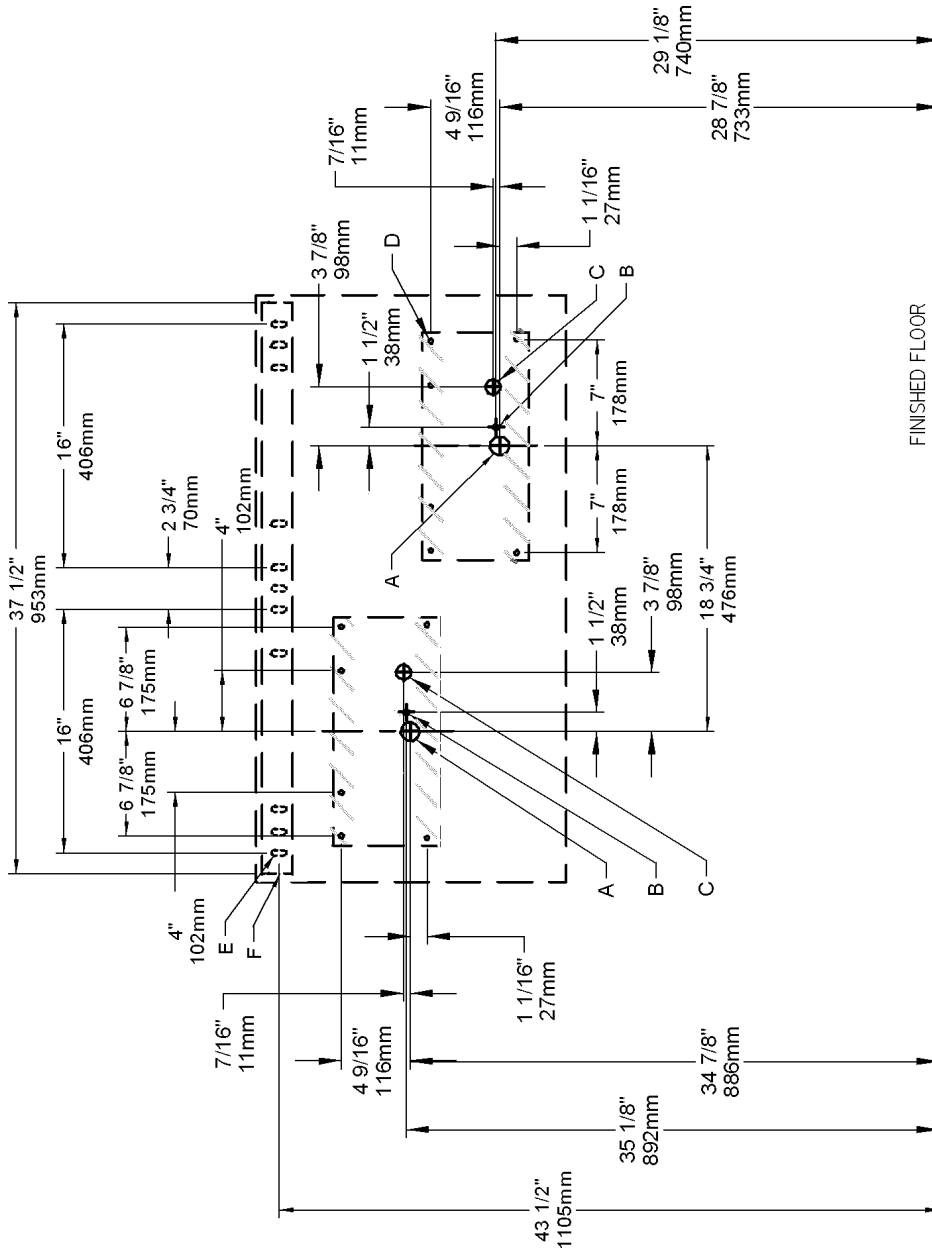 37 1/2"
953mm
16"
406mm
16"
406mm
2 3/4"
70mm
4"
102mm
6 7/8"
175mm
6 7/8"
175mm
4"
102mm
E
F
3 7/8"
98mm
1 1/2"
38mm
7/16"
11mm
4 9/16"
116mm
29 1/8"
740mm
28 7/8"
733mm
1 1/16"
27mm
D
C
B
A
7"
178mm
7"
178mm
18 3/4"
476mm
3 7/8"
98mm
1 1/2"
38mm
A
B
C
7/16"
11mm
4 9/16"
116mm
1 1/16"
27mm
34 7/8"
886mm
35 1/8"
892mm
43 1/2"
1105mm
FINISHED FLOOR